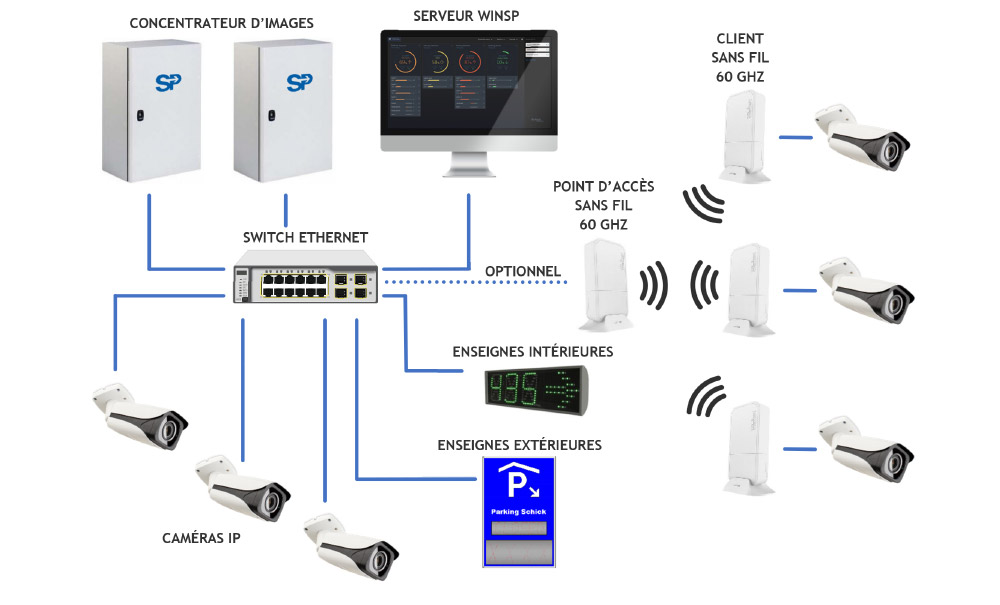 CONCENTRATEUR D'IMAGES
SERVEUR WINSP
SP
SP
CLIENT
SANS FIL
60 GHZ
POINT D'ACCÈS
SANS FIL
60 GHZ
SWITCH ETHERNET
OPTIONNEL
ENSEIGNES INTÉRIEURES
436
ENSEIGNES EXTÉRIEURES
P
Parking Schick
CAMÉRAS IP